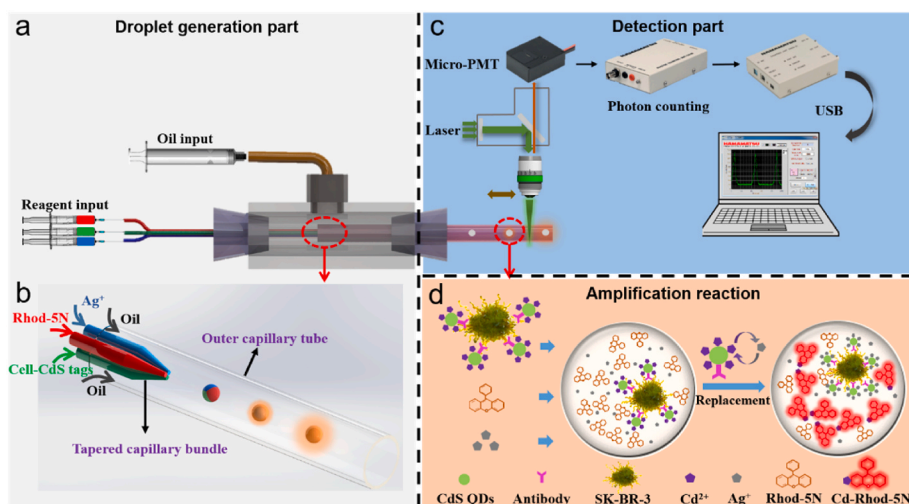 a
Droplet generation part
Oil input
Reagent input
b
Ag⁺
Oil
Rhod-5N
Cell-CdS tags
Oil
Outer capillary tube
Tapered capillary bundle
c
Detection part
Micro-PMT
Photon counting
USB
Laser
HAMAMATSU
d
Amplification reaction
Replacement
CdS QDs
Antibody
SK-BR-3
Cd²⁺
Ag⁺
Rhod-5N
Cd-Rhod-5N